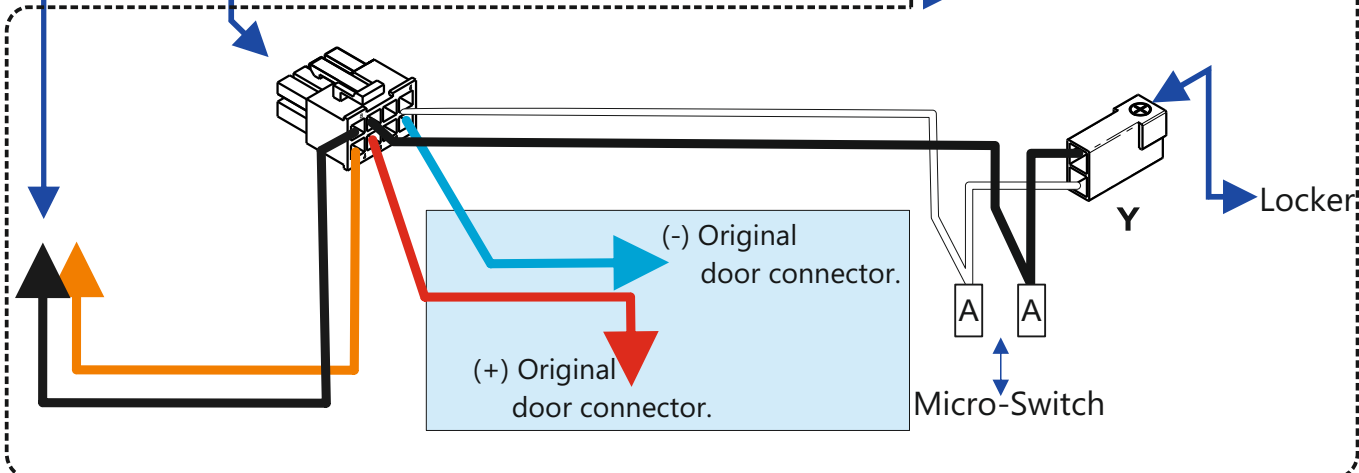 (-) Original
door connector.
Y
Locker
A
A
(+) Original
door connector.
Micro-Switch